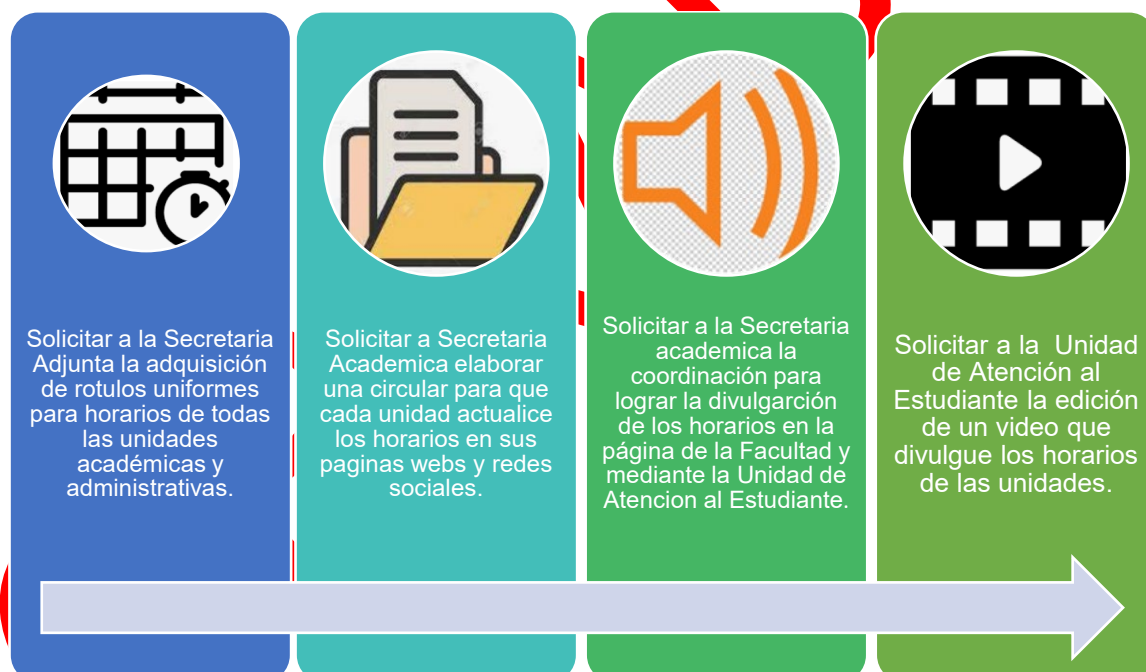 Solicitar a la Secretaria
Adjunta la adquisición
de rotulos uniformes
para horarios de todas
las unidades
académicas y
administrativas.
Solicitar a Secretaria
Academica elaborar
una circular para que
cada unidad actualice
los horarios en sus
paginas webs y redes
sociales.
Solicitar a la Secretaria
academica la
coordinación para
lograr la divulgarción
de los horarios en la
página de la Facultad y
mediante la Unidad de
Atencion al Estudiante.
Solicitar a la Unidad
de Atención al
Estudiante la edición
de un video que
divulgue los horarios
de las unidades.